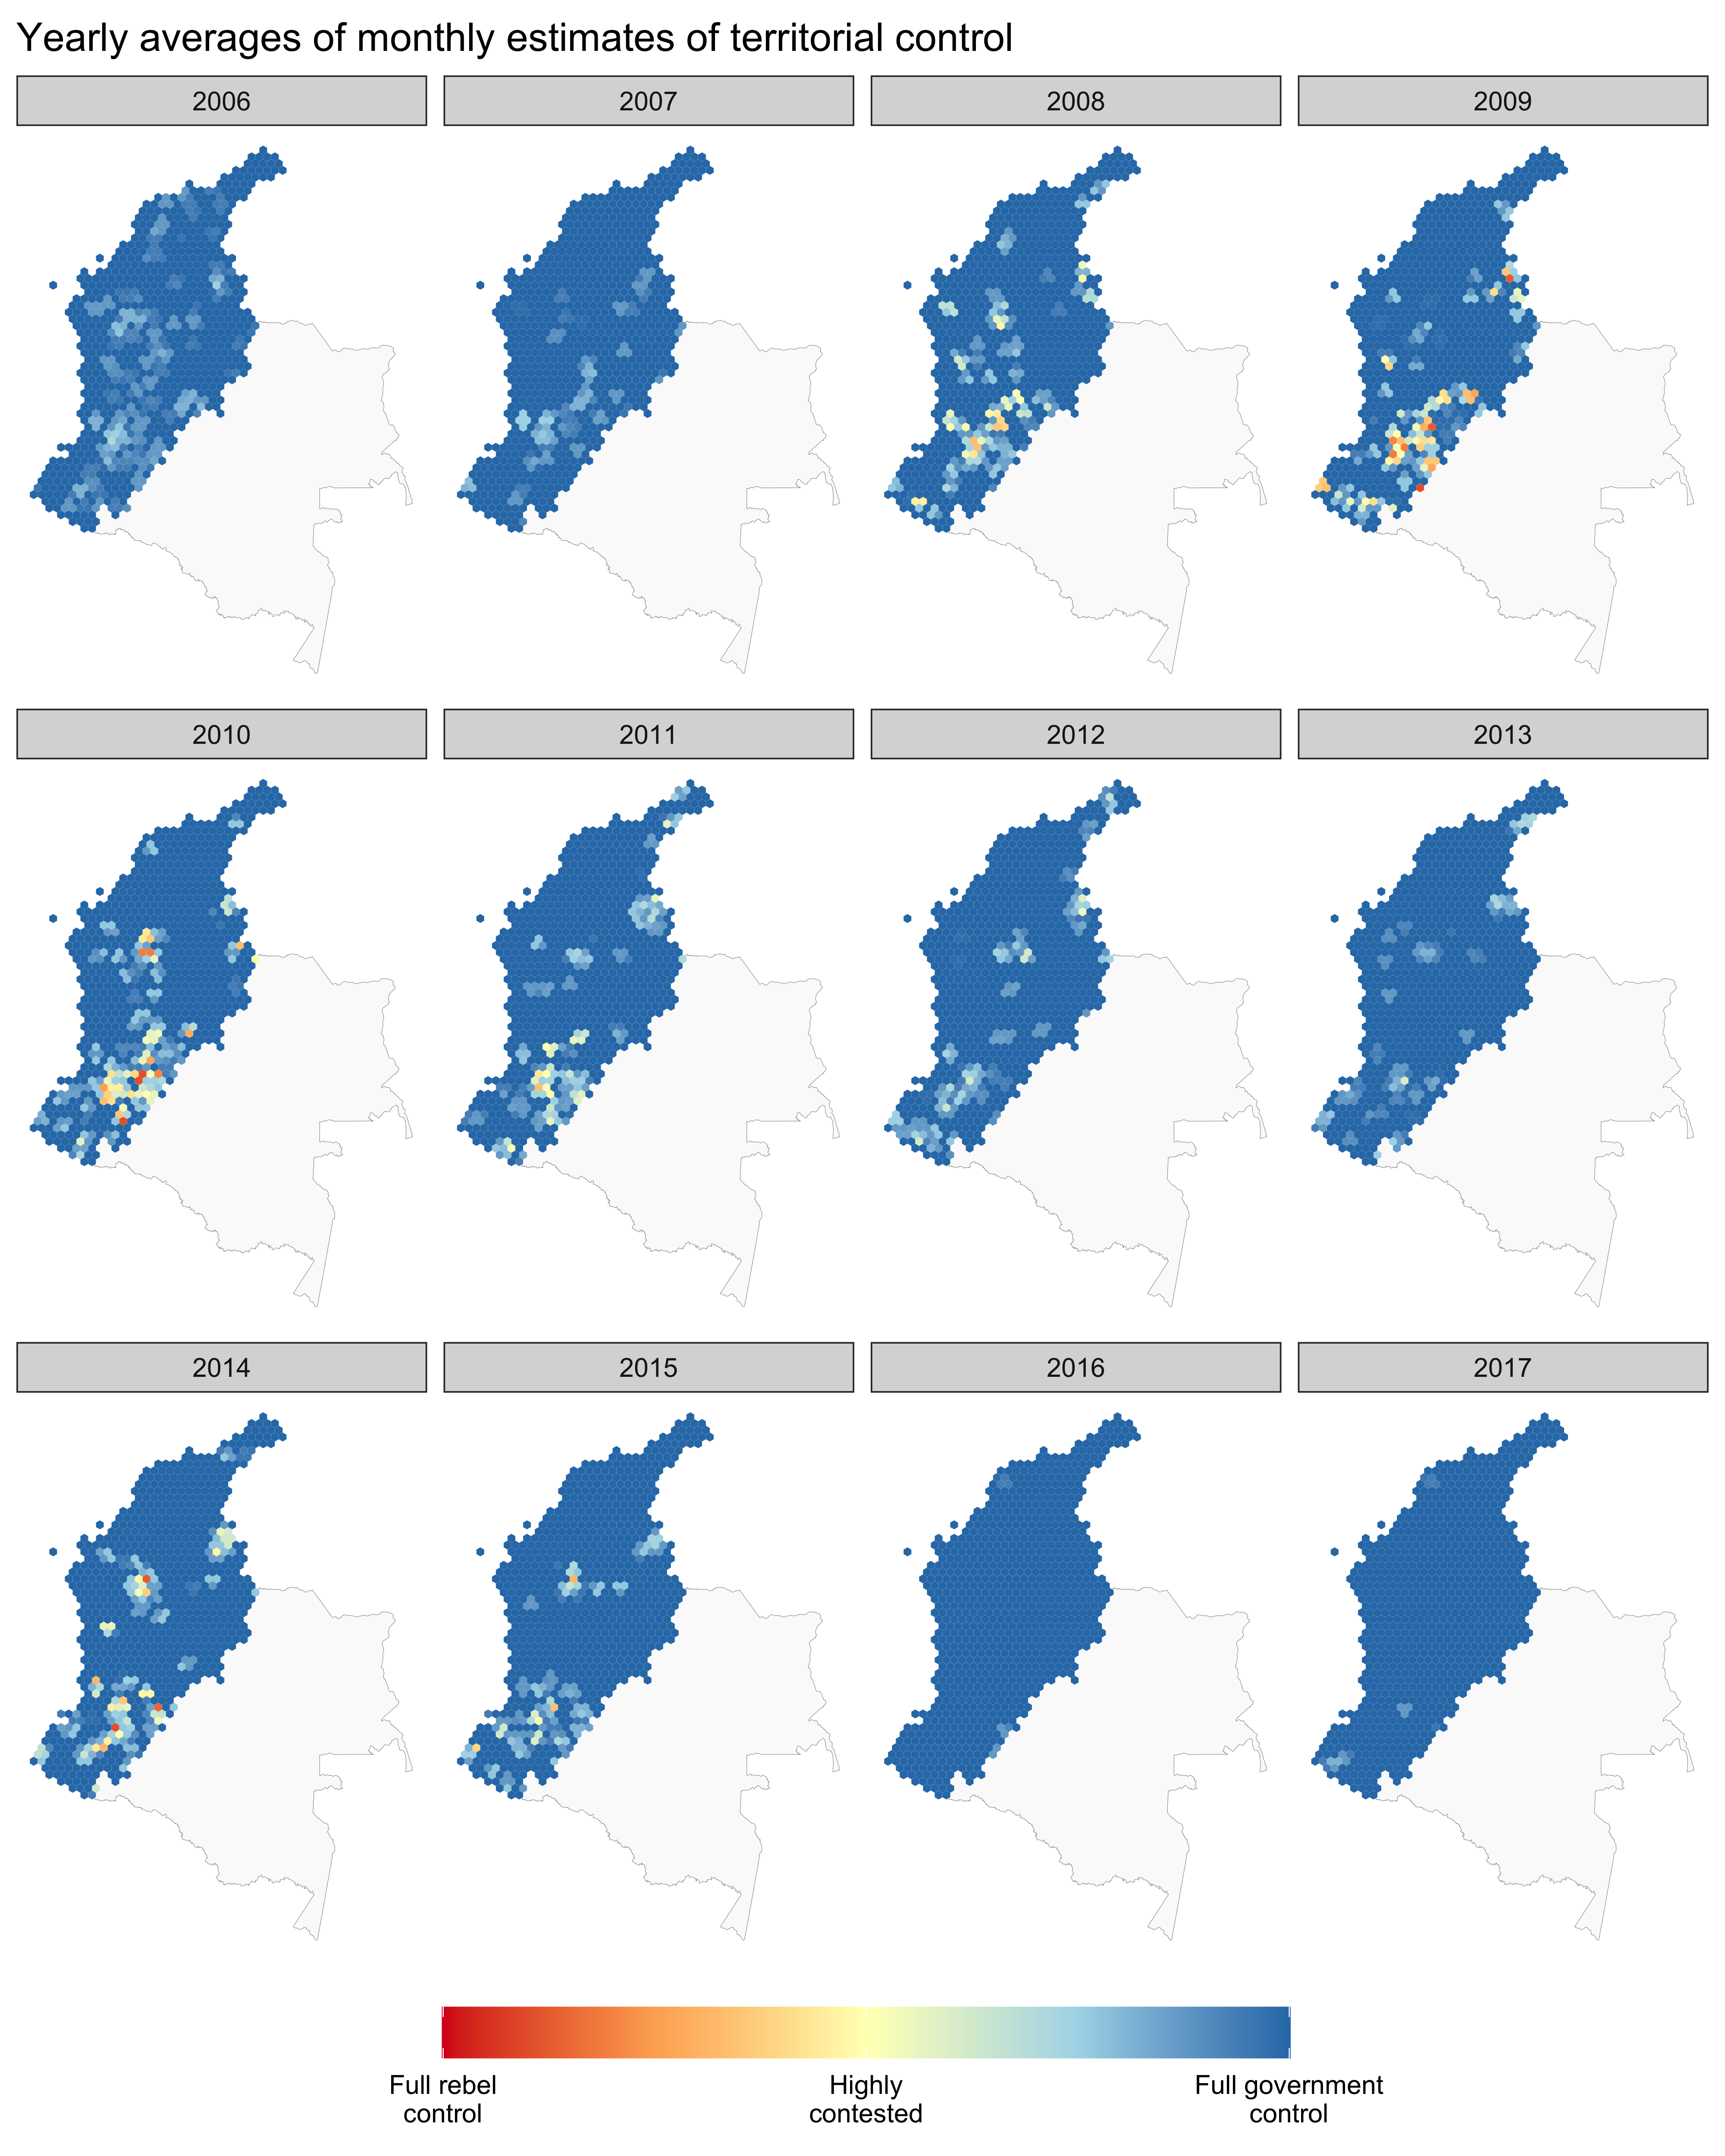 Yearly averages of monthly estimates of territorial control
2006
2007
2008
2009
2010
2011
2012
2013
2014
2015
2016
2017
Full rebel
control
Highly
contested
Full government
control